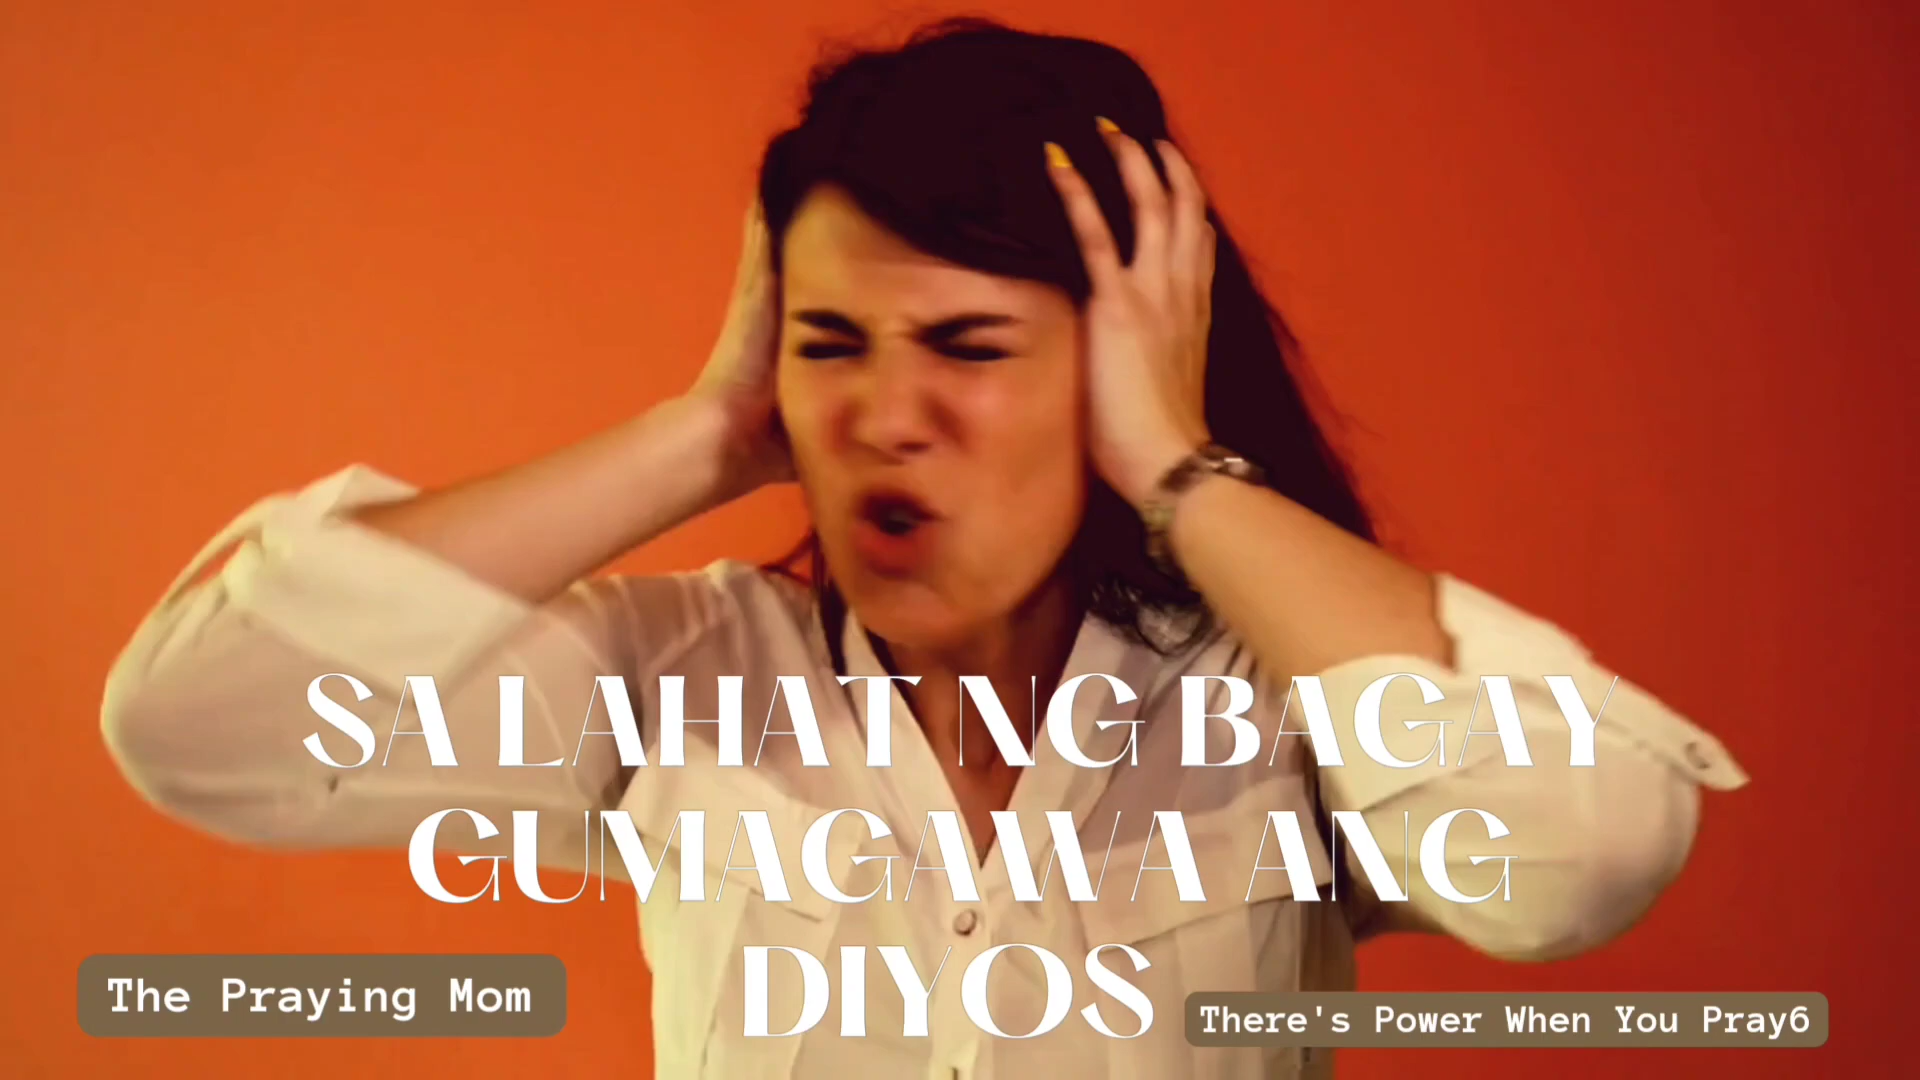 SA LAHAT NG BAGAY
GUMAGAWA ANG
DIYOS
The Praying Mom
There's Power When You Pray6